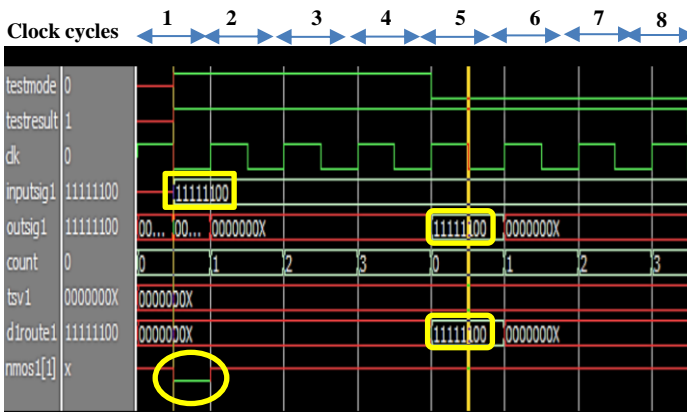 1 2 3 4 5 6 7 8
Clock cycles
testmode 0
testresult 1
clk 0
inputsig1 11111100 11111100
outsig1 11111100 00... 00... 0000000X 11111100 0000000X
count 0 0 1 2 3 0 1 2 3
tsv1 0000000X 0000000X
d1route1 11111100 0000000X 11111100 0000000X
nmos1[1] x